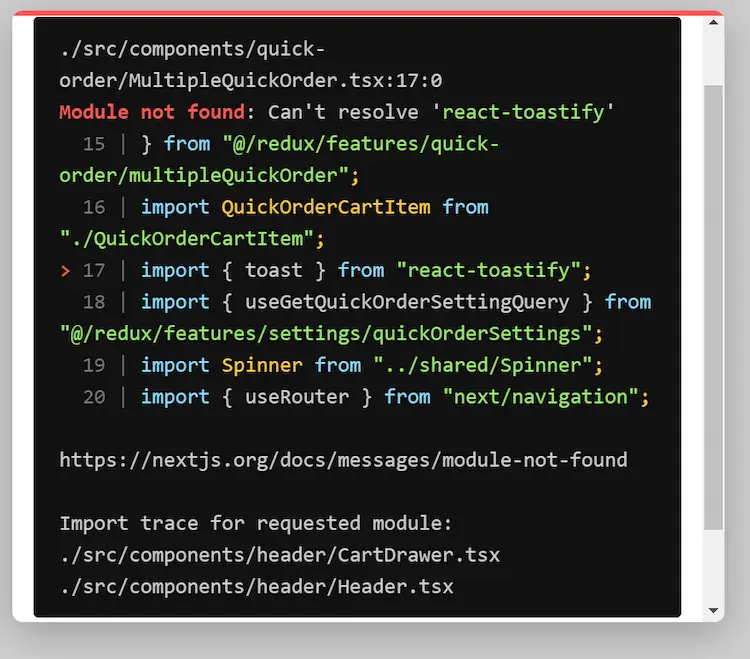 ./src/components/quick-
order/MultipleQuickOrder.tsx:17:0
Module not found: Can't resolve 'react-toastify'
  15 | } from "@/redux/features/quick-
order/multipleQuickOrder";
  16 | import QuickOrderCartItem from
"./QuickOrderCartItem";
> 17 | import { toast } from "react-toastify";
  18 | import { useGetQuickOrderSettingQuery } from
"@/redux/features/settings/quickOrderSettings";
  19 | import Spinner from "../shared/Spinner";
  20 | import { useRouter } from "next/navigation";
https://nextjs.org/docs/messages/module-not-found
Import trace for requested module:
./src/components/header/CartDrawer.tsx
./src/components/header/Header.tsx